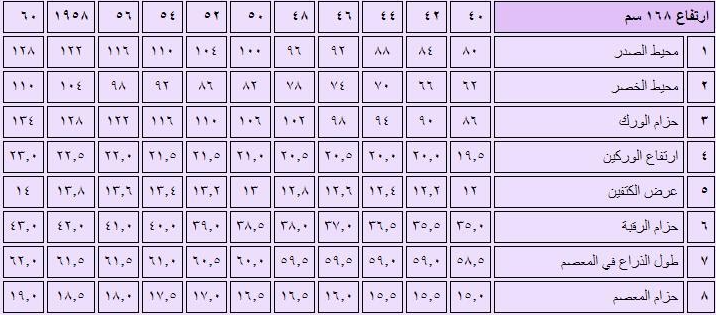 ارتفاع ١٦٨ سم ٤٠ ٤٢ ٤٤ ٤٦ ٤٨ ٥٠ ٥٢ ٥٤ ٥٦ ١٩٥٨ ٦٠
١ محيط الصدر ٨٠ ٨٤ ٨٨ ٩٢ ٩٦ ١٠٠ ١٠٤ ١١٠ ١١٦ ١٢٢ ١٢٨
٢ محيط الخصر ٦٢ ٦٦ ٧٠ ٧٤ ٧٨ ٨٢ ٨٦ ٩٢ ٩٨ ١٠٤ ١١٠
٣ حزام الورك ٨٦ ٩٠ ٩٤ ٩٨ ١٠٢ ١٠٦ ١١٠ ١١٦ ١٢٢ ١٢٨ ١٣٤
٤ ارتفاع الوركين ١٩,٥ ٢٠,٠ ٢٠,٠ ٢٠,٥ ٢٠,٥ ٢١,٠ ٢١,٥ ٢١,٥ ٢٢,٠ ٢٢,٥ ٢٣,٠
٥ عرض الكتفين ١٢ ١٢,٢ ١٢,٤ ١٢,٦ ١٢,٨ ١٣ ١٣,٢ ١٣,٤ ١٣,٦ ١٣,٨ ١٤
٦ حزام الرقبة ٣٥,٠ ٣٥,٥ ٣٦,٥ ٣٧,٠ ٣٨,٠ ٣٨,٥ ٣٩,٠ ٤٠,٠ ٤١,٠ ٤٢,٠ ٤٣,٠
٧ طول الذراع في المعصم ٥٨,٥ ٥٩,٠ ٥٩,٠ ٥٩,٥ ٥٩,٥ ٦٠,٠ ٦٠,٥ ٦١,٠ ٦١,٥ ٦١,٥ ٦٢,٠
٨ حزام المعصم ١٥,٠ ١٥,٥ ١٥,٥ ١٦,٠ ١٦,٥ ١٦,٥ ١٧,٠ ١٧,٥ ١٨,٠ ١٨,٥ ١٩,٠